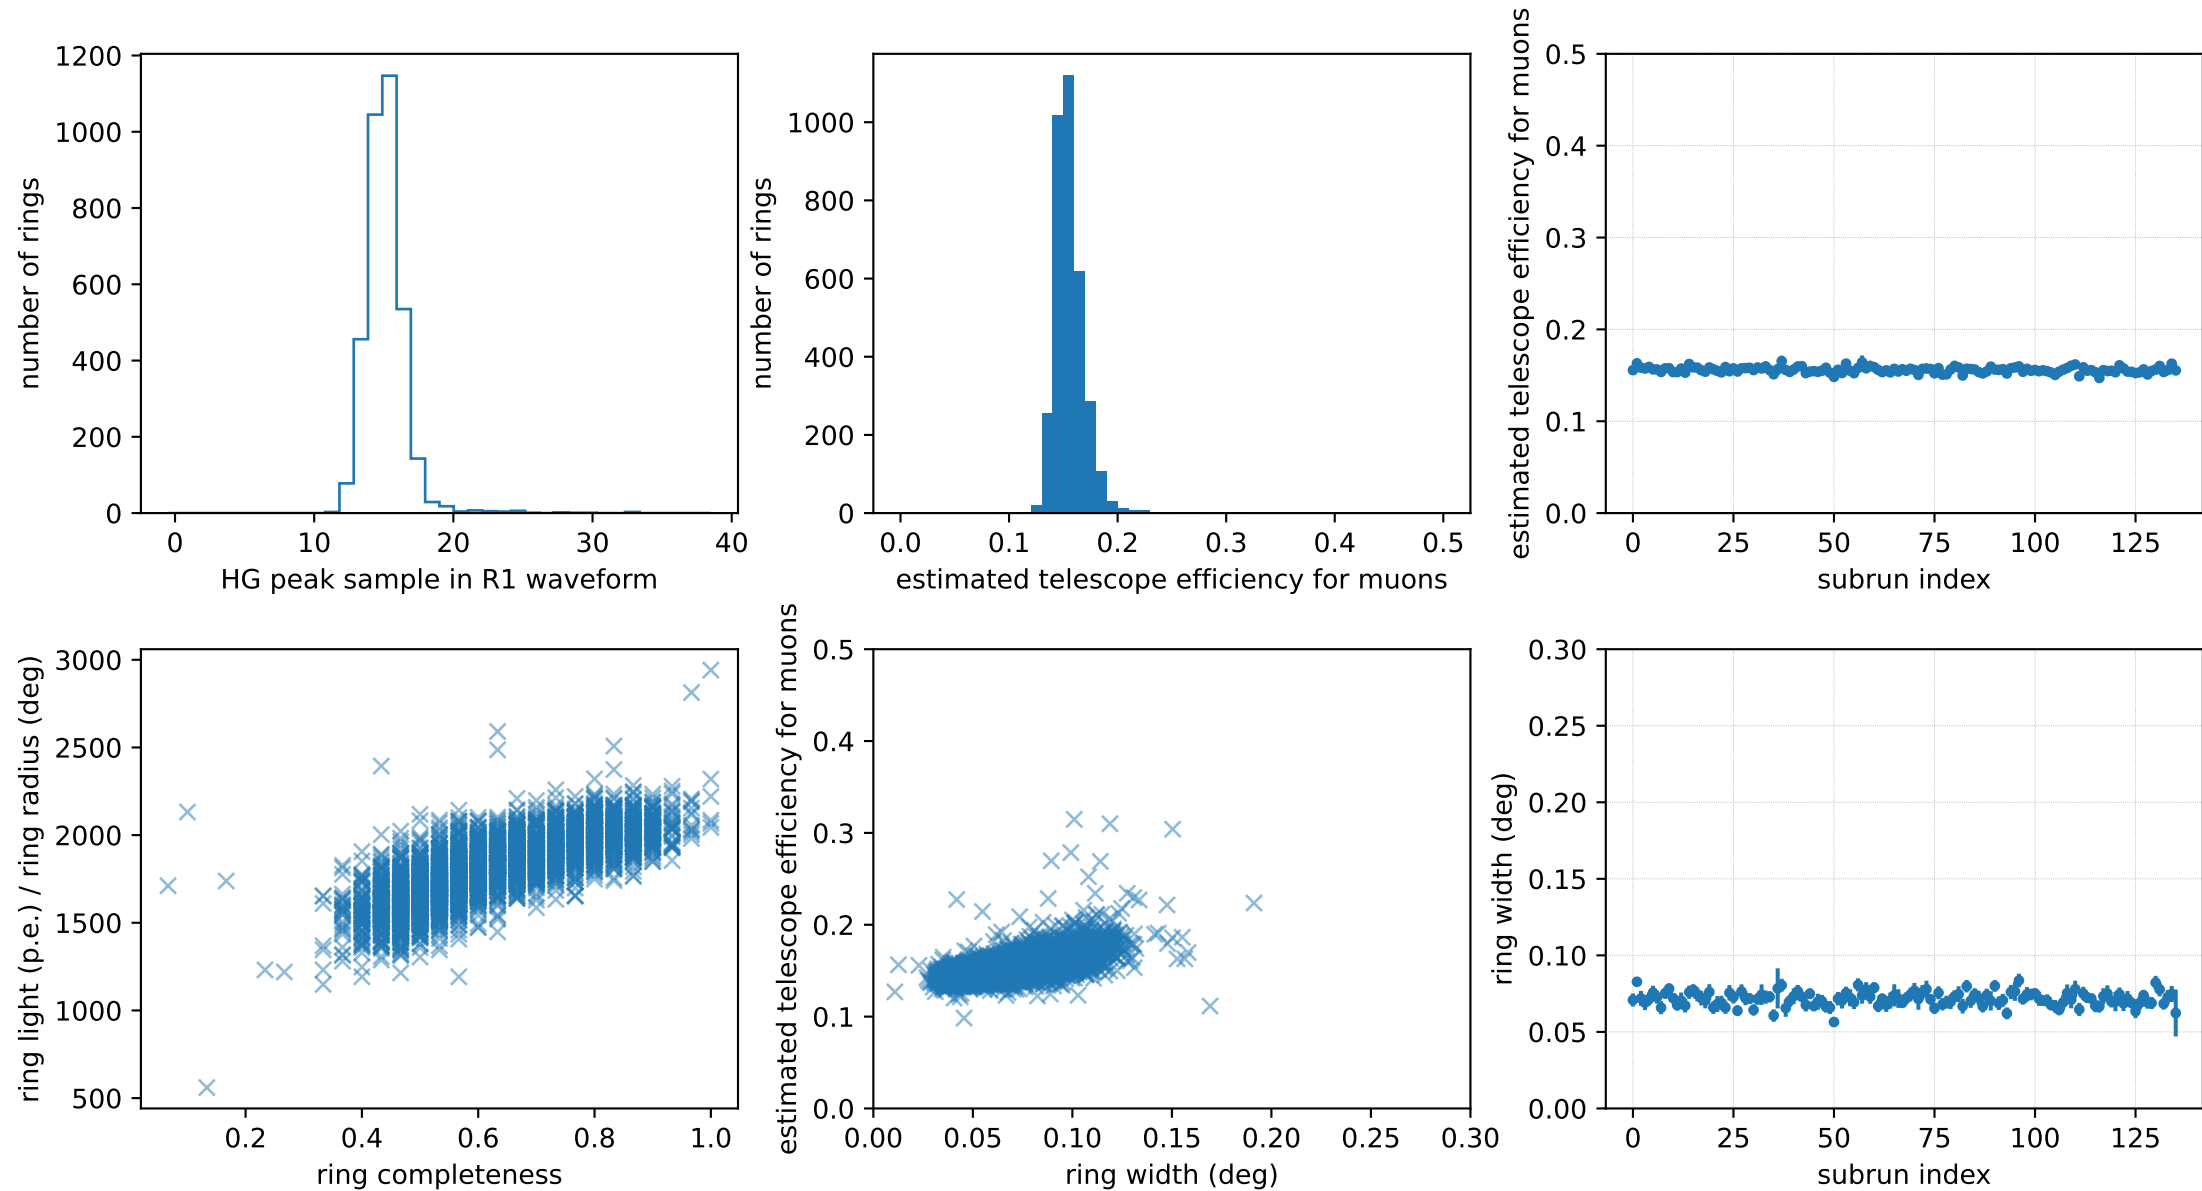 number of rings
1200
1000
800
600
400
200
0
0 10 20 30 40
HG peak sample in R1 waveform
number of rings
1000
800
600
400
200
0
0.0 0.1 0.2 0.3 0.4 0.5
estimated telescope efficiency for muons
estimated telescope efficiency for muons
0.5
0.4
0.3
0.2
0.1
0.0
0 25 50 75 100 125
subrun index
ring light (p.e.) / ring radius (deg)
3000
2500
2000
1500
1000
500
0.2 0.4 0.6 0.8 1.0
ring completeness
estimated telescope efficiency for muons
0.5
0.4
0.3
0.2
0.1
0.0
0.00 0.05 0.10 0.15 0.20 0.25 0.30
ring width (deg)
ring width (deg)
0.30
0.25
0.20
0.15
0.10
0.05
0.00
0 25 50 75 100 125
subrun index